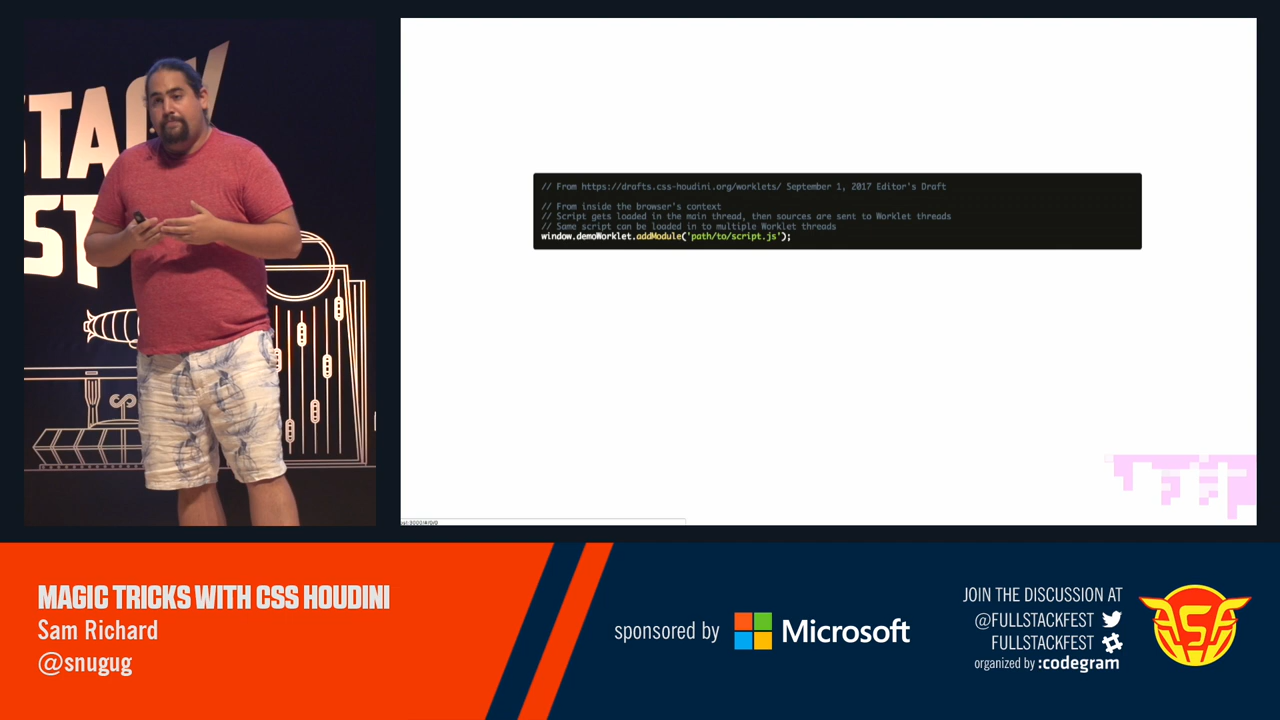 STACK
EST
// From https://drafts.css-houdini.org/worklets/ September 1, 2017 Editor's Draft
// From inside the browser's context
// Script gets loaded in the main thread, then sources are sent to Worklet threads
// Same script can be loaded in to multiple Worklet threads
window.demoWorklet.addModule('path/to/script.js');
MAGIC TRICKS WITH CSS HOUDINI
Sam Richard
@snugug
sponsored by Microsoft
JOIN THE DISCUSSION AT
@FULLSTACKFEST
FULLSTACKFEST
organized by :codegram
FSF